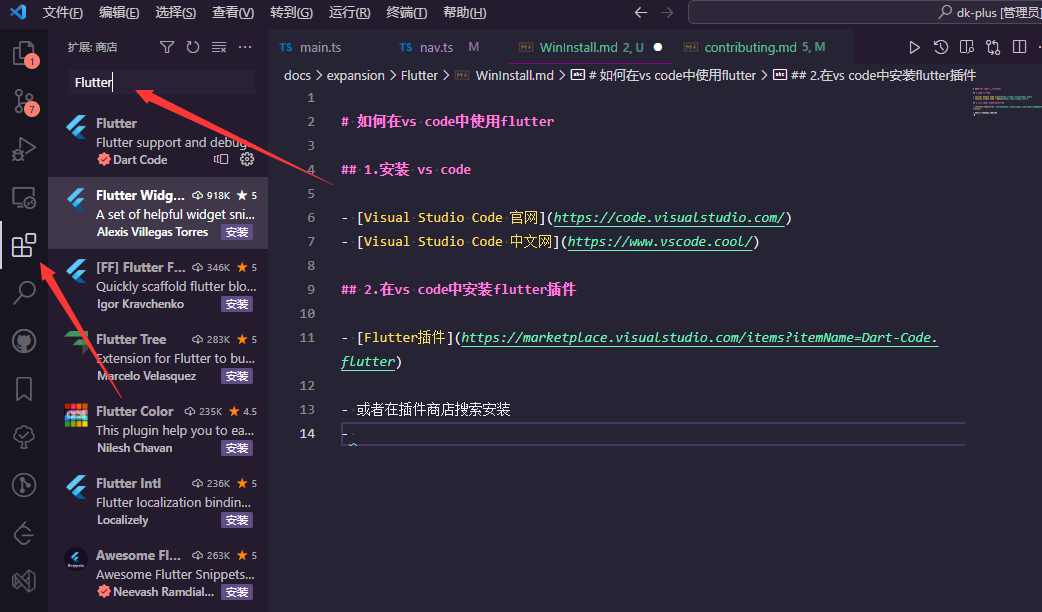 文件(F) 编辑(E) 选择(S) 查看(V) 转到(G) 运行(R) 终端(T) 帮助(H) dk-plus [管理员]
扩展: 商店
Flutter
1
7
Flutter
Flutter support and debug
Dart Code
Flutter Widg... 918K 5
A set of helpful widget sni...
Alexis Villegas Torres 安装
[FF] Flutter F... 346K 5
Quickly scaffold flutter blo...
Igor Kravchenko 安装
Flutter Tree 283K 5
Extension for Flutter to bu...
Marcelo Velasquez 安装
Flutter Color 235K 4.5
This plugin help you to ea...
Nilesh Chavan 安装
Flutter Intl 236K 5
Flutter localization bindin...
Localizely 安装
Awesome Fl... 263K 5
Awesome Flutter Snippets...
Neevash Ramdial... 安装
TS main.ts TS nav.ts M WinInstall.md 2, U contributing.md 5, M
docs > expansion > Flutter > WinInstall.md > # 如何在vs code中使用flutter > ## 2.在vs code中安装flutter插件
1
2 # 如何在vs code中使用flutter
3
4 ## 1.安装 vs code
5
6 - [Visual Studio Code 官网](https://code.visualstudio.com/)
7 - [Visual Studio Code 中文网](https://www.vscode.cool/)
8
9 ## 2.在vs code中安装flutter插件
10
11 - [Flutter插件](https://marketplace.visualstudio.com/items?itemName=Dart-Code.
flutter)
12
13 - 或者在插件商店搜索安装
14 -